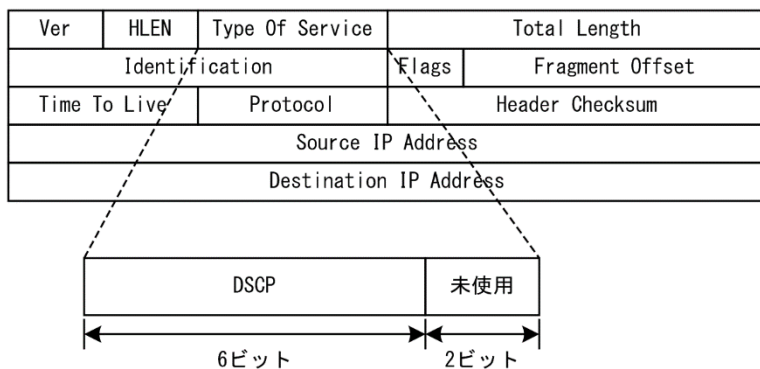 Ver HLEN Type Of Service Total Length
Identification Flags Fragment Offset
Time To Live Protocol Header Checksum
Source IP Address
Destination IP Address
DSCP 未使用
6ビット 2ビット